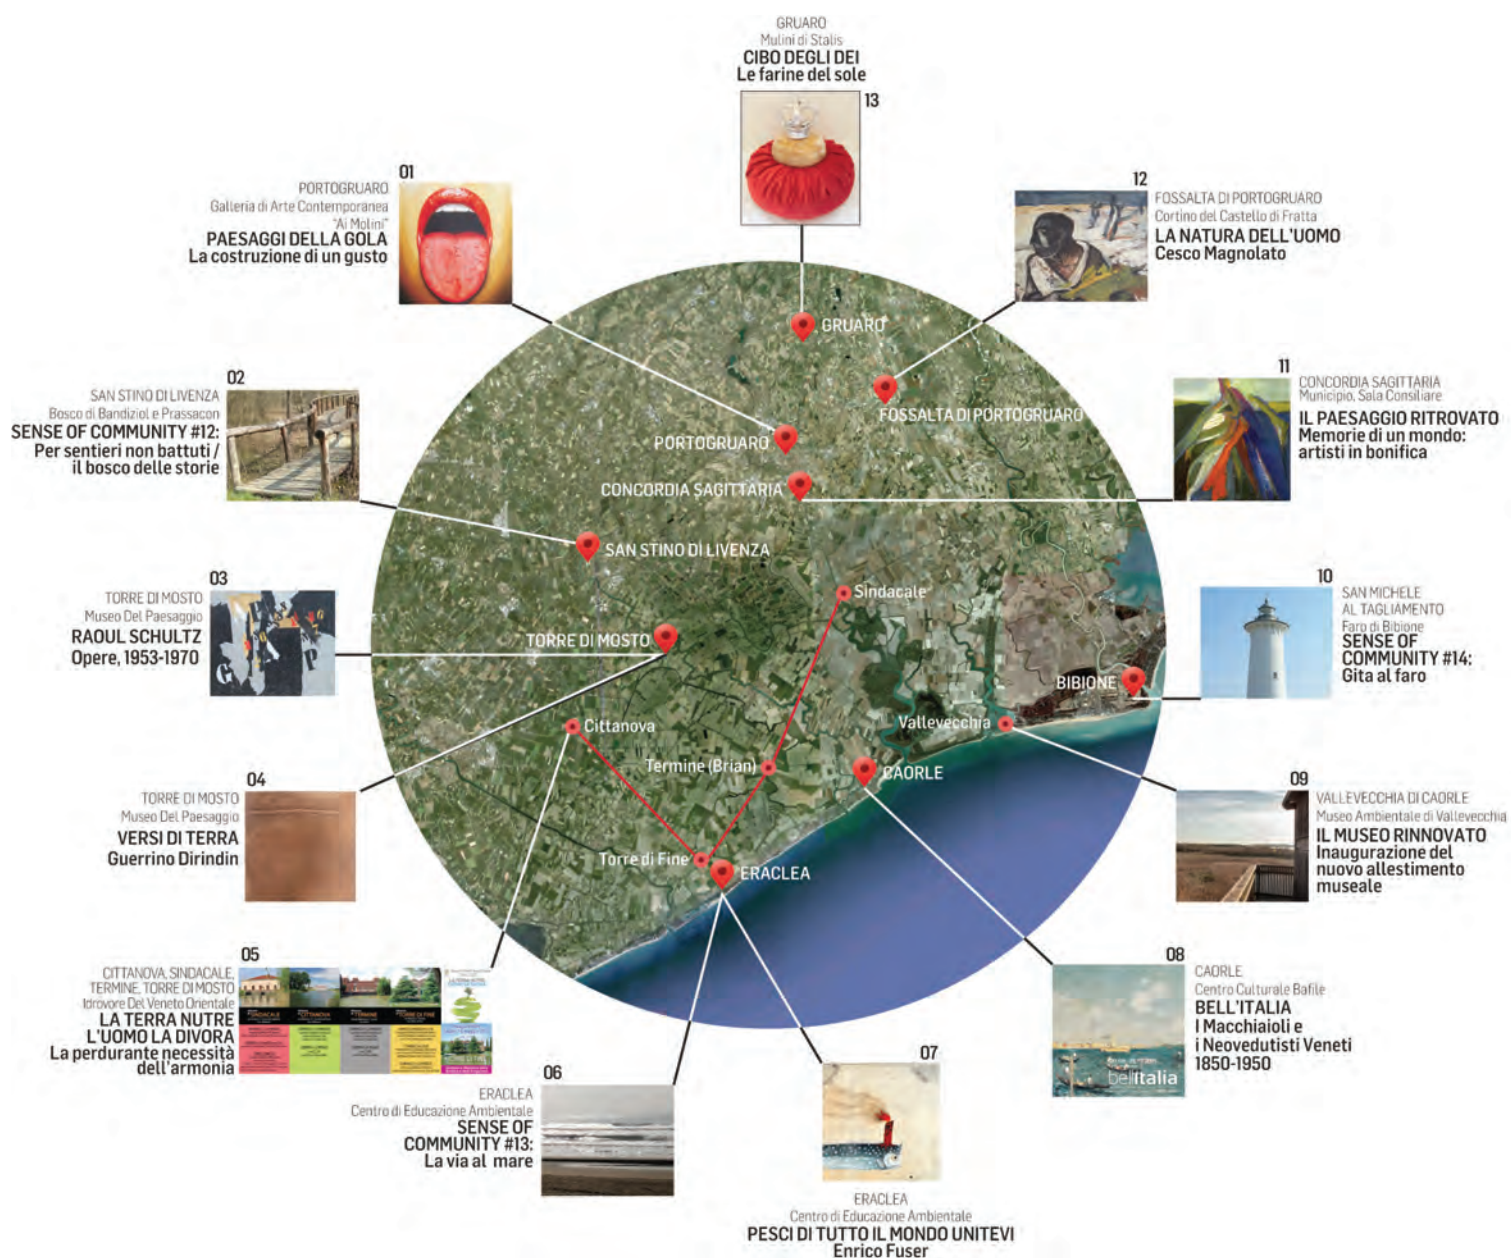 GRUARO
Mulini di Stalis
CIBO DEGLI DEI
Le farine del sole
13
01
PORTOGRUARO
Galleria di Arte Contemporanea
"Ai Molini"
PAESAGGI DELLA GOLA
La costruzione di un gusto
12
FOSSALTA DI PORTOGRUARO
Cortino del Castello di Fratta
LA NATURA DELL'UOMO
Cesco Magnolato
02
SAN STINO DI LIVENZA
Bosco di Bandiziol e Prassacon
SENSE OF COMMUNITY #12:
Per sentieri non battuti /
il bosco delle storie
11
CONCORDIA SAGITTARIA
Municipio, Sala Consiliare
IL PAESAGGIO RITROVATO
Memorie di un mondo:
artisti in bonifica
03
TORRE DI MOSTO
Museo Del Paesaggio
RAOUL SCHULTZ
Opere, 1953-1970
10
SAN MICHELE
AL TAGLIAMENTO
Faro di Bibione
SENSE OF
COMMUNITY #14:
Gita al faro
GRUARO
FOSSALTA DI PORTOGRUARO
PORTOGRUARO
CONCORDIA SAGITTARIA
SAN STINO DI LIVENZA
Sindacale
TORRE DI MOSTO
BIBIONE
Cittanova
Vallevecchia
Termine (Brian)
CAORLE
Torre di Fine
ERACLEA
04
TORRE DI MOSTO
Museo Del Paesaggio
VERSI DI TERRA
Guerrino Dirindin
09
VALLEVECCHIA DI CAORLE
Museo Ambientale di Vallevecchia
IL MUSEO RINNOVATO
Inaugurazione del
nuovo allestimento
museale
05
CITTANOVA, SINDACALE,
TERMINE, TORRE DI MOSTO
Idrovore Del Veneto Orientale
LA TERRA NUTRE
L'UOMO LA DIVORA
La perdurante necessità
dell'armonia
SINDACALE
CITTANOVA
TERMINE
TORRE DI FINE
08
CAORLE
Centro Culturale Bafile
BELL'ITALIA
I Macchiaioli e
i Neovedutisti Veneti
1850-1950
bellitalia
06
ERACLEA
Centro di Educazione Ambientale
SENSE OF
COMMUNITY #13:
La via al mare
07
ERACLEA
Centro di Educazione Ambientale
PESCI DI TUTTO IL MONDO UNITEVI
Enrico Fuser